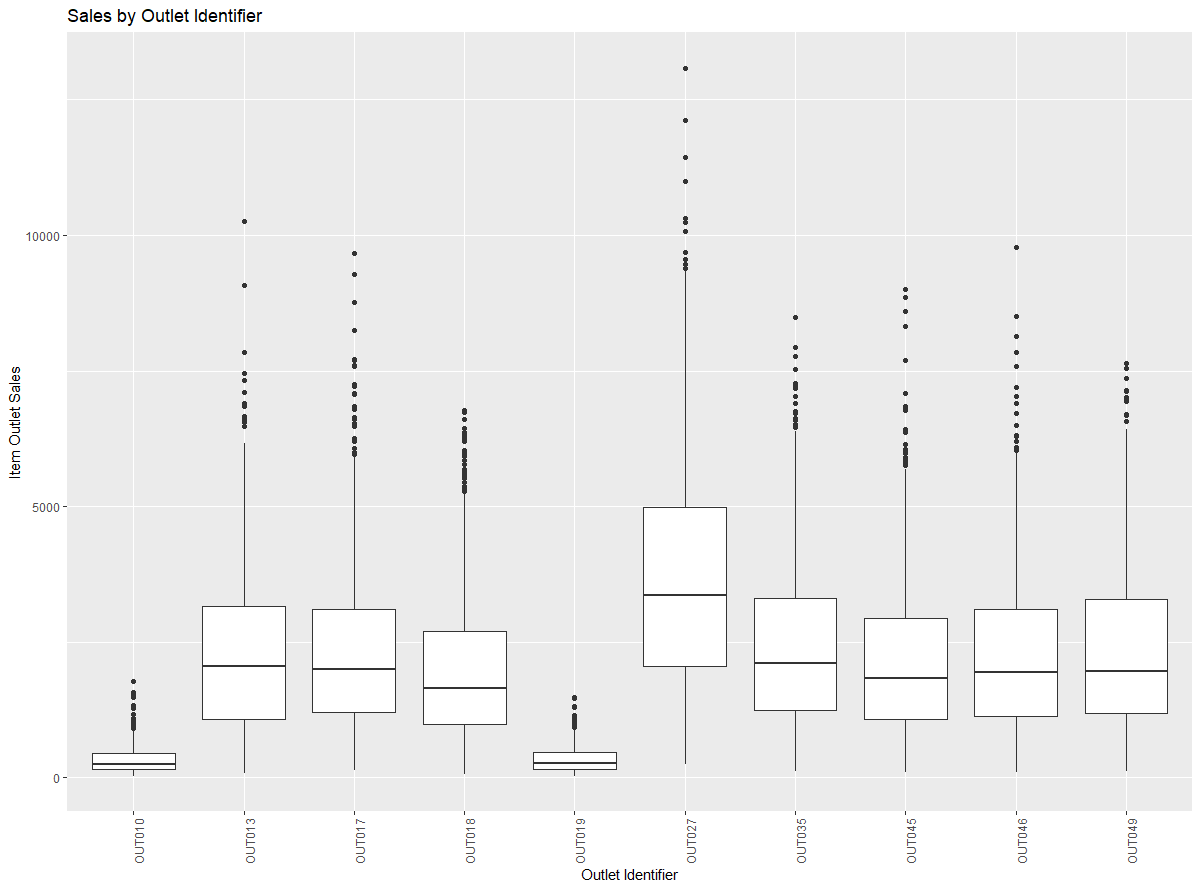 Sales by Outlet Identifier
Item Outlet Sales
10000
5000
0
OUT010
OUT013
OUT017
OUT018
OUT019
OUT027
OUT035
OUT045
OUT046
OUT049
Outlet Identifier